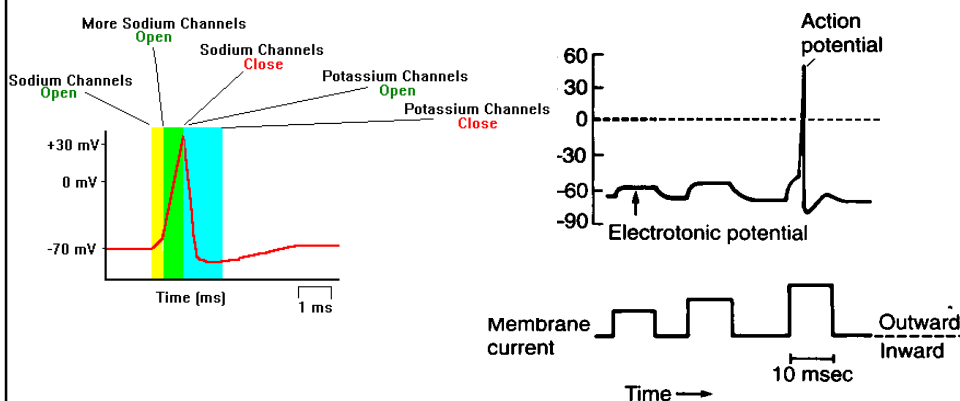 More Sodium Channels
Open
Sodium Channels
Close
Sodium Channels
Open
Potassium Channels
Open
Potassium Channels
Close
+30 mV
0 mV
-70 mV
Time (ms)
1 ms
Action
potential
60
30
0
-30
-60
-90
Electrotonic potential
Membrane
current
Outward
Inward
10 msec
Time